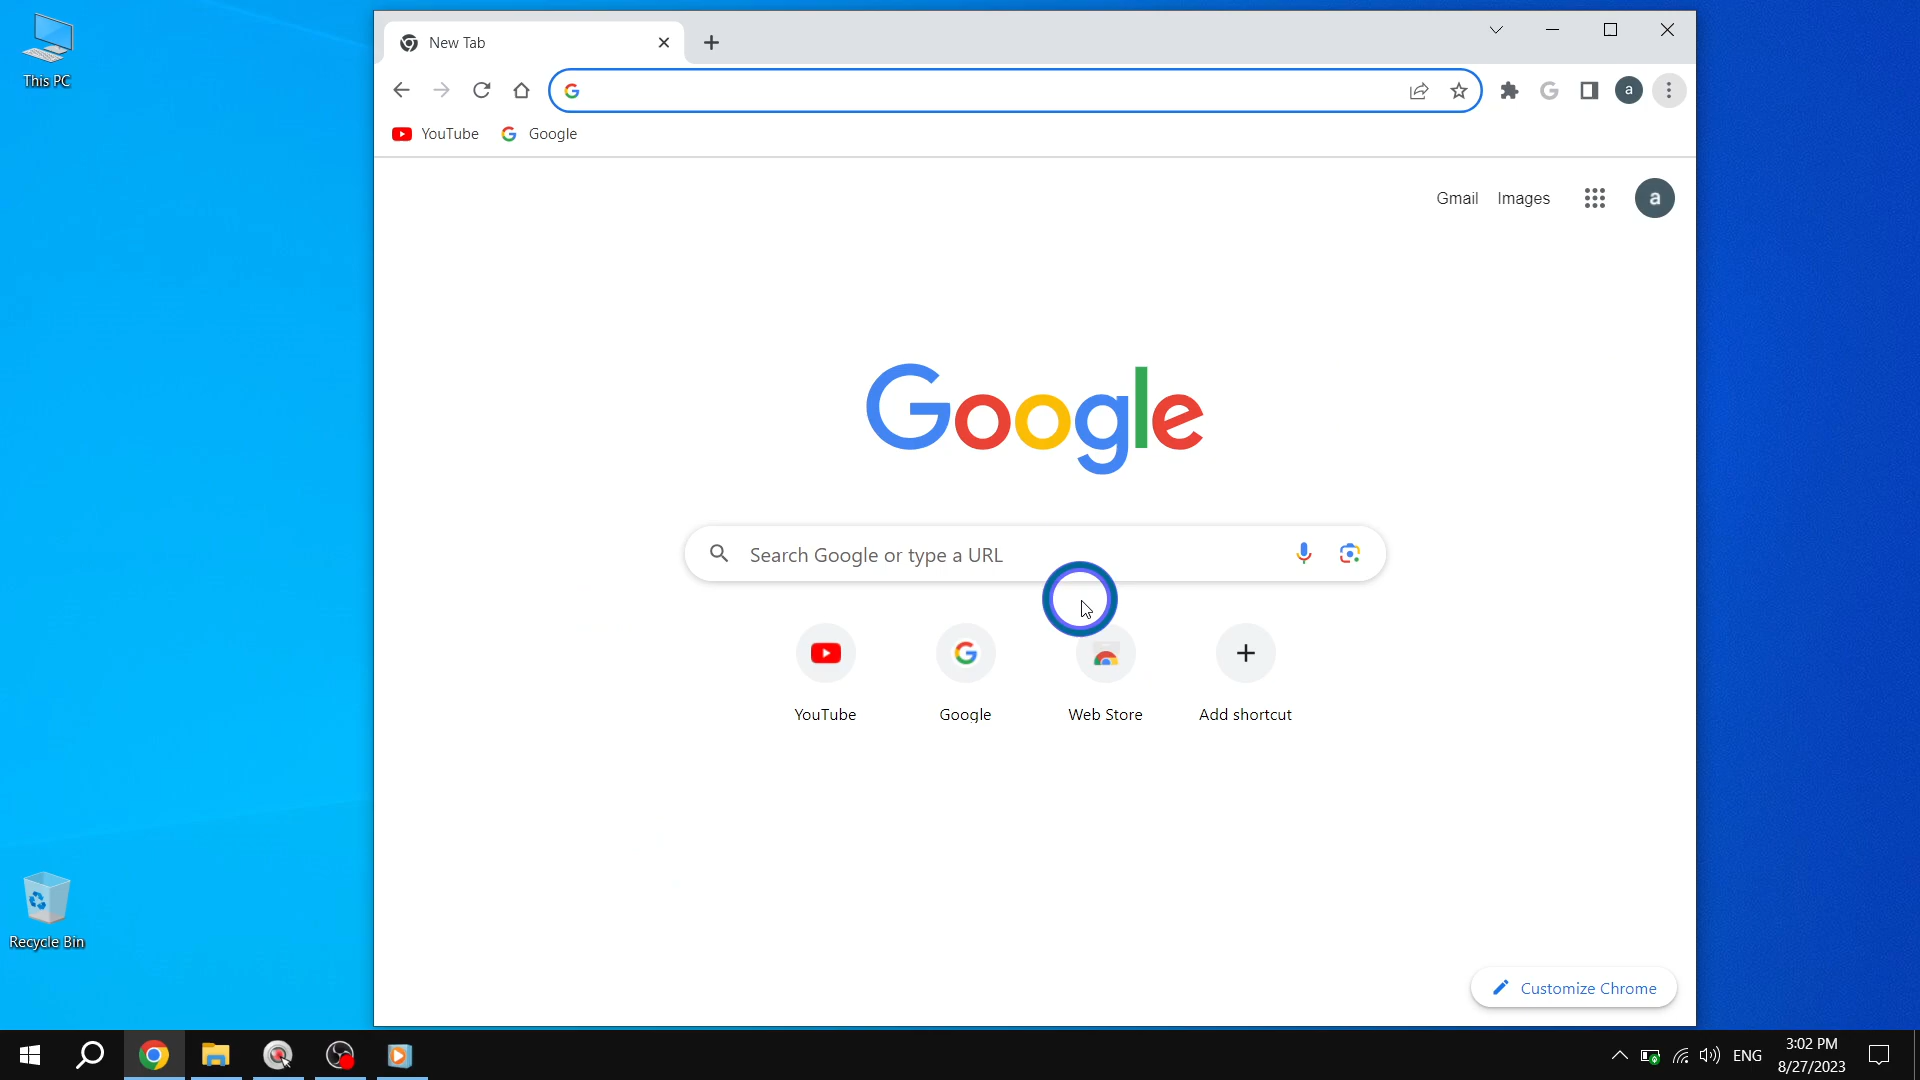 This PC
Recycle Bin
New Tab
a
YouTube
Google
Gmail
Images
a
Google
Search Google or type a URL
YouTube
Google
Web Store
Add shortcut
Customize Chrome
ENG
3:02 PM
8/27/2023